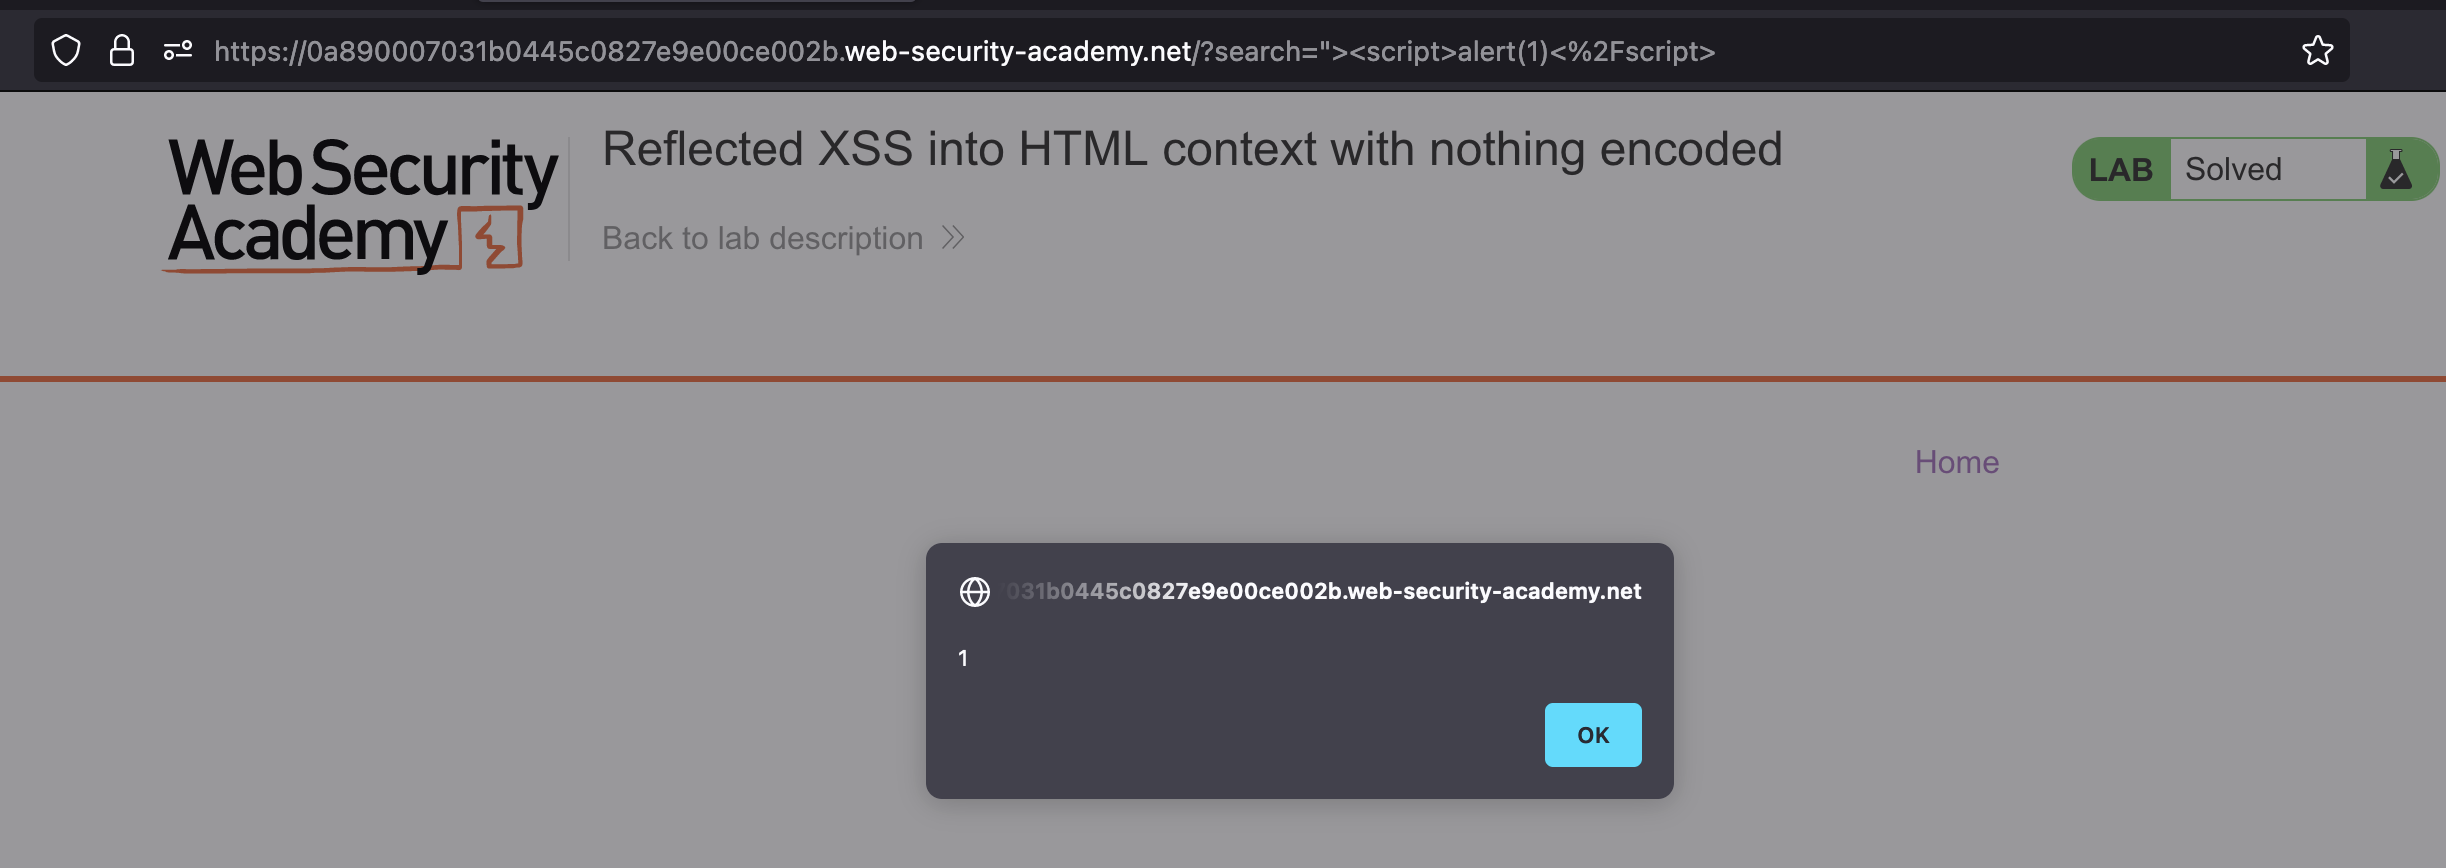 https://0a890007031b0445c0827e9e00ce002b.web-security-academy.net/?search="><script>alert(1)<%2Fscript>
Web Security
Academy
Reflected XSS into HTML context with nothing encoded
Back to lab description
LAB Solved
Home
031b0445c0827e9e00ce002b.web-security-academy.net
1
OK